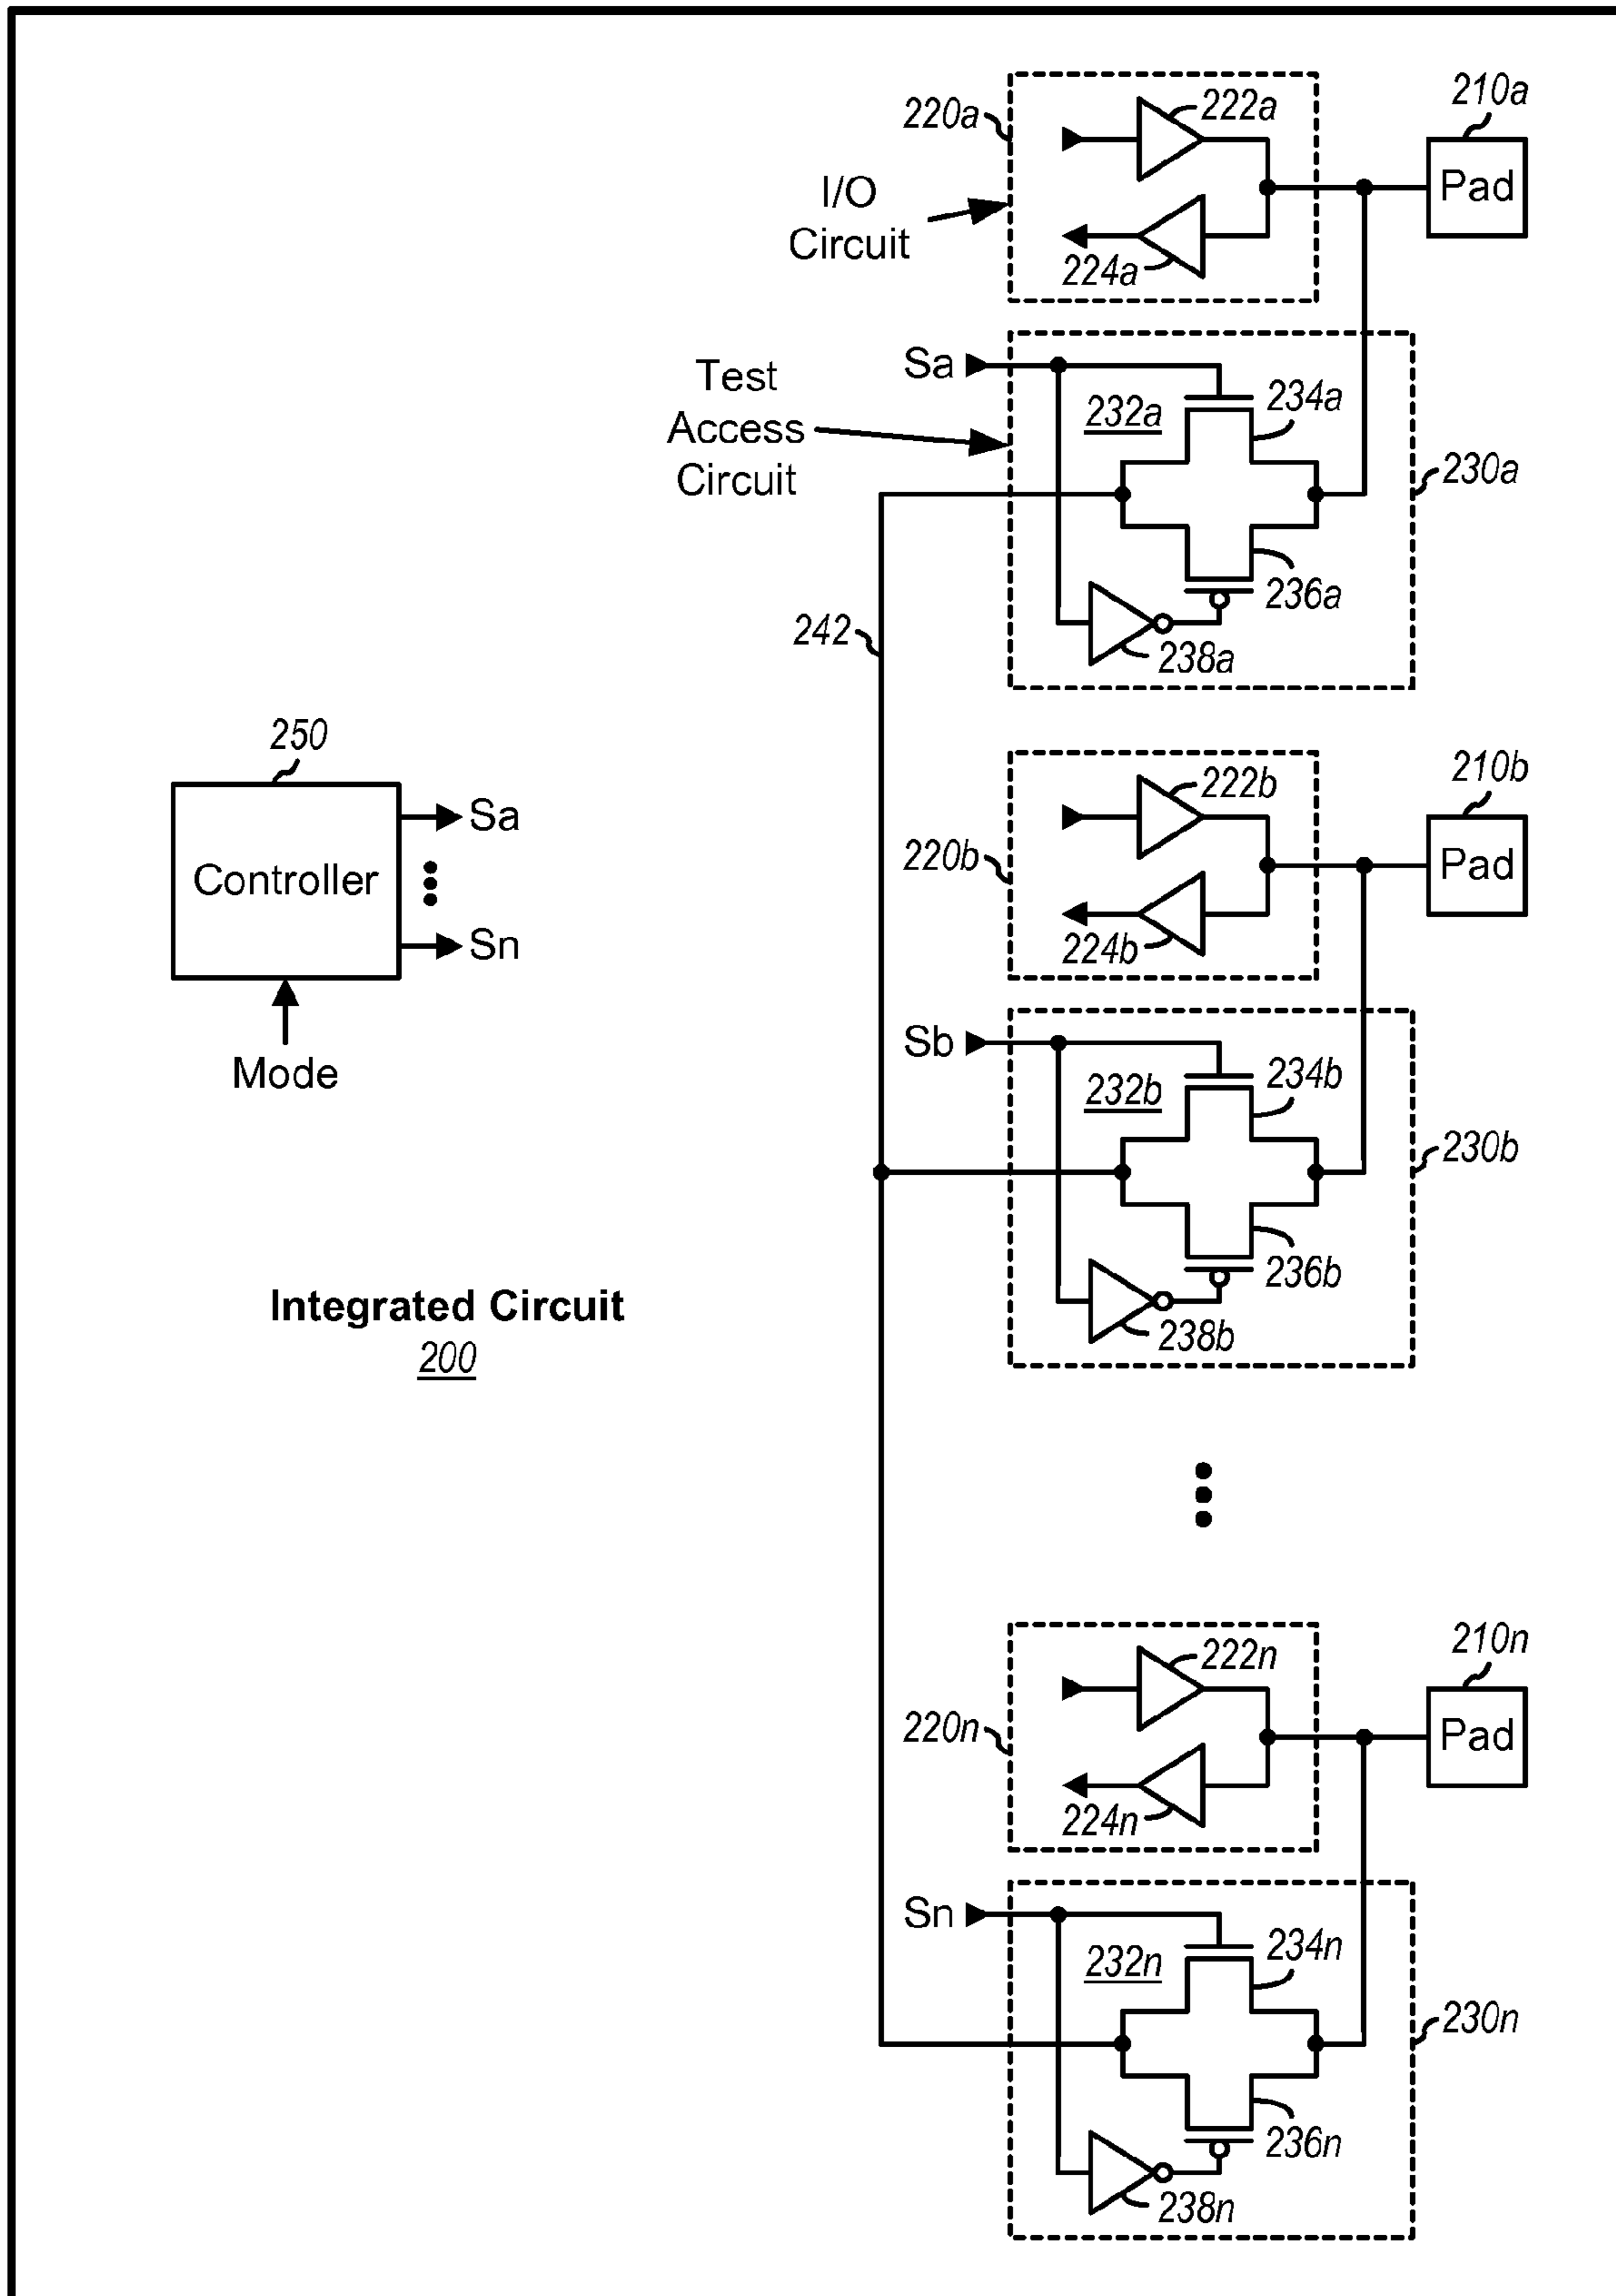 210a
220a
222a
Pad
I/O
Circuit
224a
Sa
Test
Access
Circuit
232a
234a
230a
236a
242
238a
250
Controller
Sa
Sn
Mode
210b
222b
220b
Pad
224b
Sb
232b
234b
230b
236b
238b
Integrated Circuit
200
210n
222n
220n
Pad
224n
Sn
232n
234n
230n
236n
238n